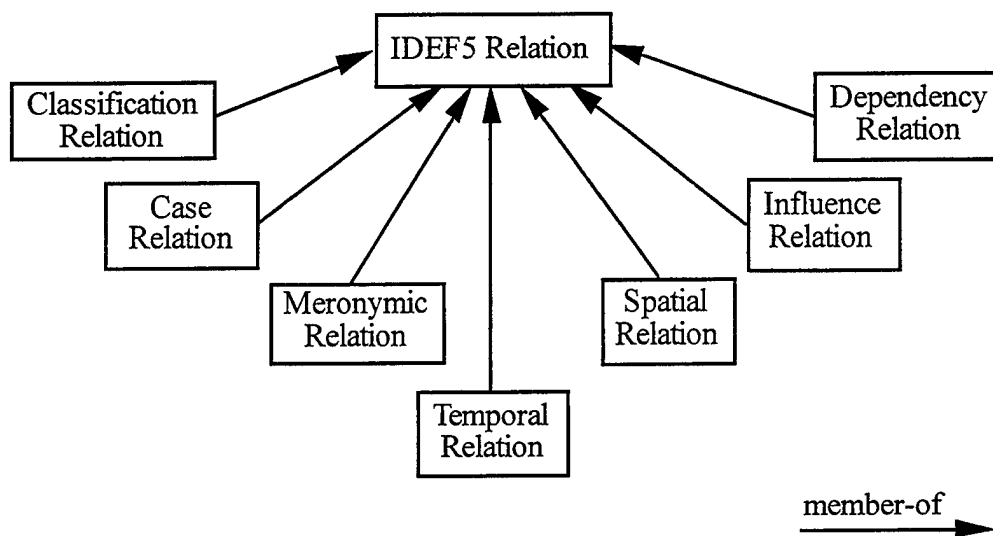 IDEF5 Relation
Classification
Relation
Dependency
Relation
Case
Relation
Influence
Relation
Meronymic
Relation
Spatial
Relation
Temporal
Relation
member-of